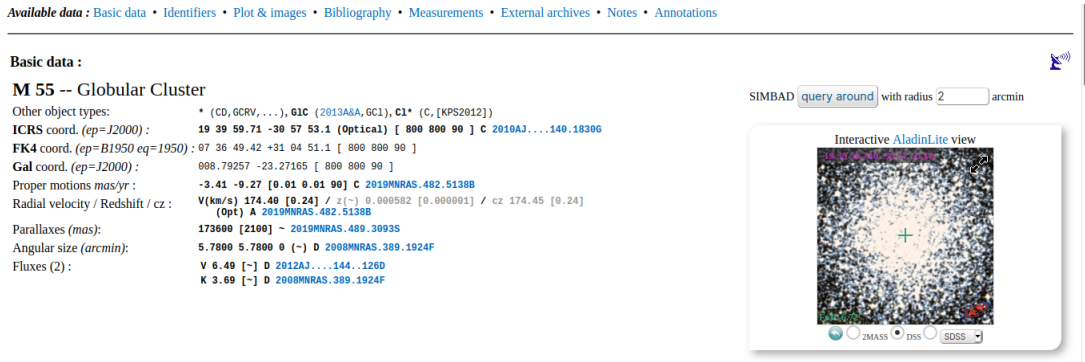 Available data : Basic data • Identifiers • Plot & images • Bibliography • Measurements • External archives • Notes • Annotations
Basic data :
M 55 -- Globular Cluster
Other object types: * (CD,GCRV,...),GlC (2013A&A,GCl),Cl* (C,[KPS2012])
ICRS coord. (ep=J2000) : 19 39 59.71 -30 57 53.1 (Optical) [ 800 800 90 ] C 2010AJ....140.1830G
FK4 coord. (ep=B1950 eq=1950) : 07 36 49.42 +31 04 51.1 [ 800 800 90 ]
Gal coord. (ep=J2000) : 008.79257 -23.27165 [ 800 800 90 ]
Proper motions mas/yr : -3.41 -9.27 [0.01 0.01 90] C 2019MNRAS.482.5138B
Radial velocity / Redshift / cz : V(km/s) 174.40 [0.24] / z(~) 0.000582 [0.000001] / cz 174.45 [0.24]
(Opt) A 2019MNRAS.482.5138B
Parallaxes (mas): 173600 [2100] ~ 2019MNRAS.489.3093S
Angular size (arcmin): 5.7800 5.7800 0 (~) D 2008MNRAS.389.1924F
Fluxes (2) : V 6.49 [~] D 2012AJ....144..126D
K 3.69 [~] D 2008MNRAS.389.1924F
SIMBAD query around with radius 2 arcmin
Interactive AladinLite view
2MASS DSS SDSS